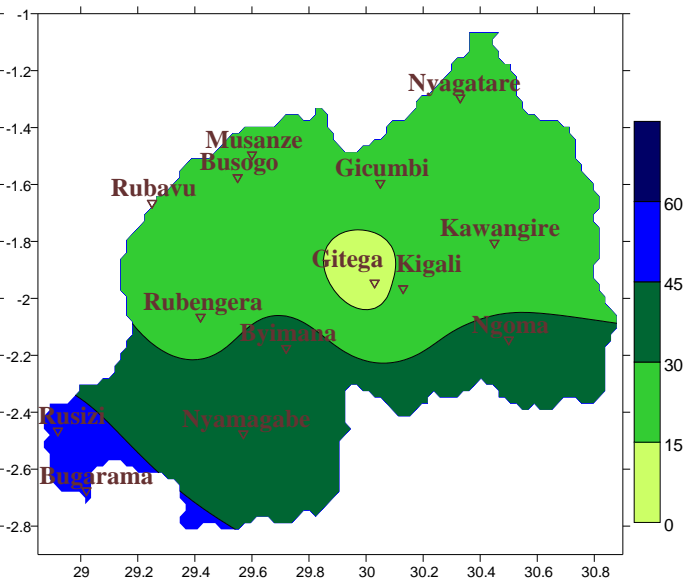 -1
-1.2
Nyagatare
-1.4
Musanze
Busogo
Gicumbi
-1.6
Rubavu
60
Kawangire
-1.8
Gitega
Kigali
45
-2
Rubengera
Ngoma
Byimana
-2.2
30
-2.4
Rusizi
Nyamagabe
15
-2.6
Bugarama
-2.8
0
29 29.2 29.4 29.6 29.8 30 30.2 30.4 30.6 30.8